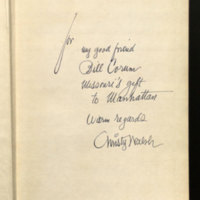 for
my good friend
Bill Corum
Missouri's gift
to Manhattan
Warm regards
Christy Walsh